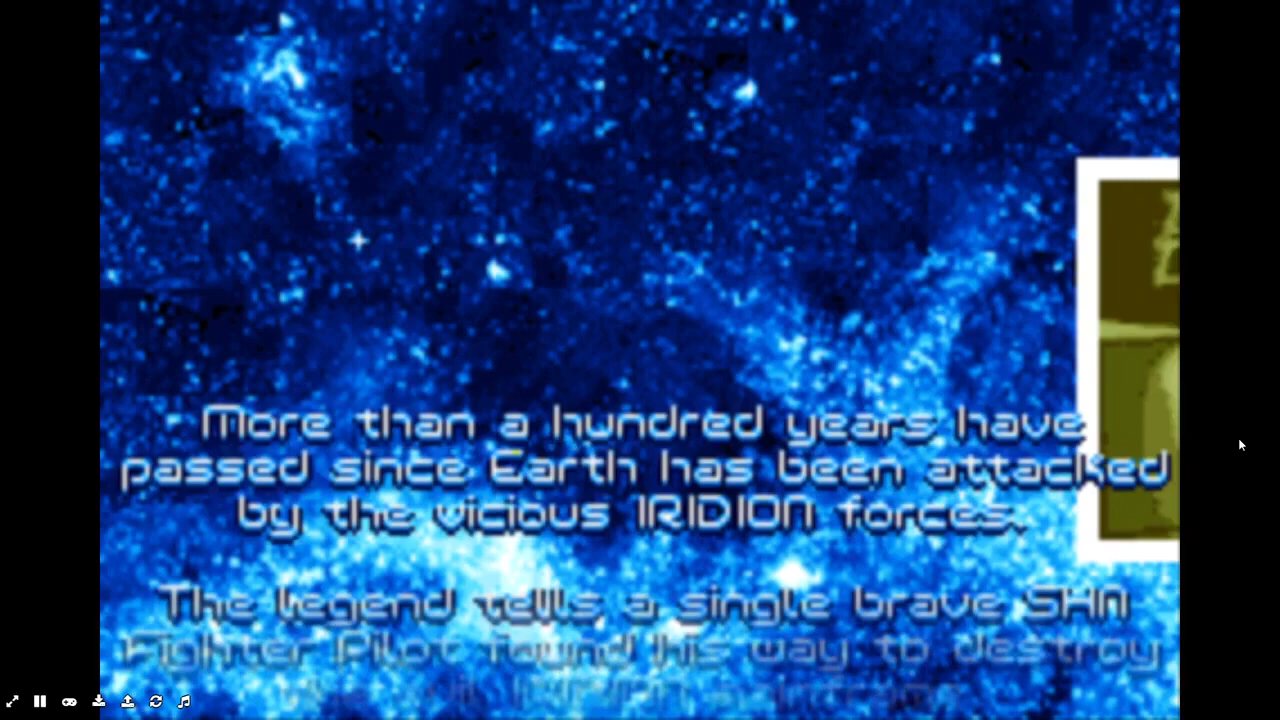 More than a hundred years have
passed since Earth has been attacked
by the vicious IRIDION forces.
The legend tells a single brave SHN
Fighter Pilot found his way to destroy